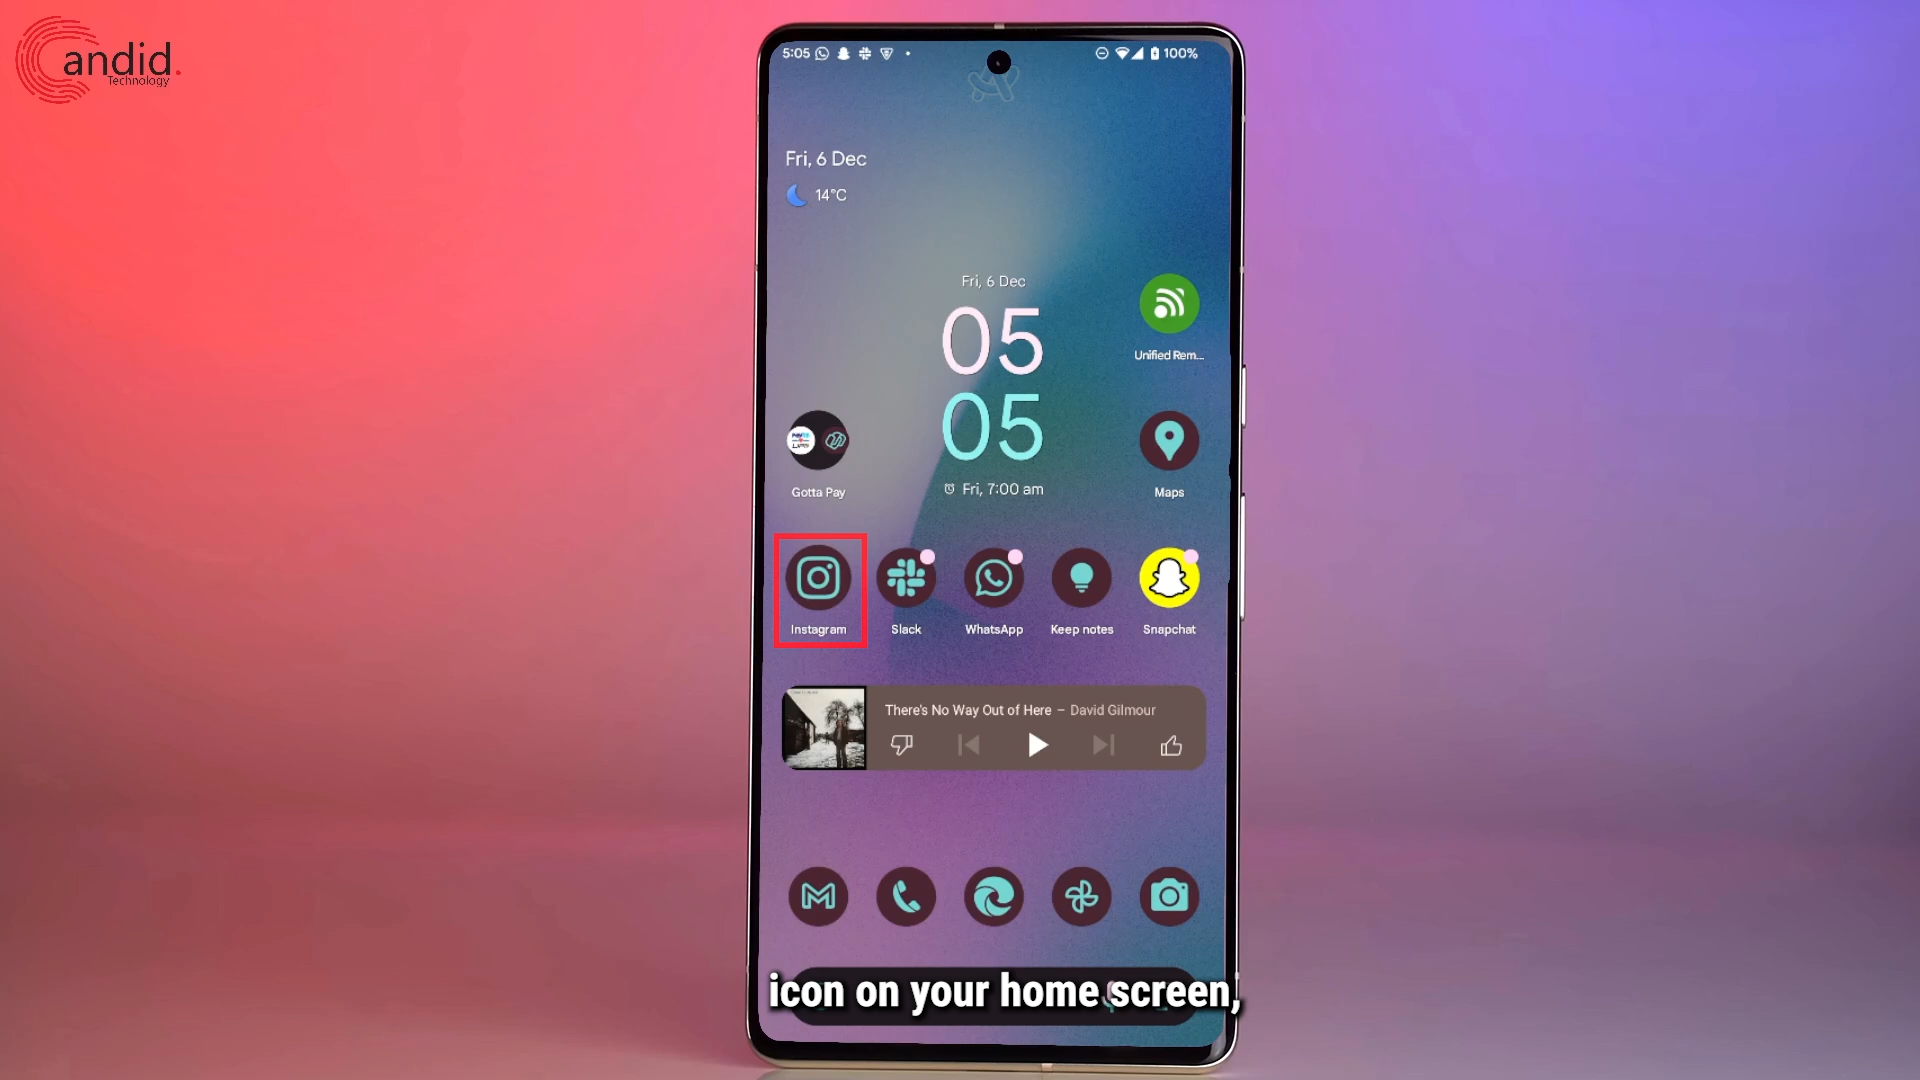 Candid.
Technology
5:05
100%
Fri, 6 Dec
14°C
Fri, 6 Dec
05
05
Fri, 7:00 am
Unified Rem...
Gotta Pay
Maps
Instagram
Slack
WhatsApp
Keep notes
Snapchat
There's No Way Out of Here – David Gilmour
icon on your home screen,